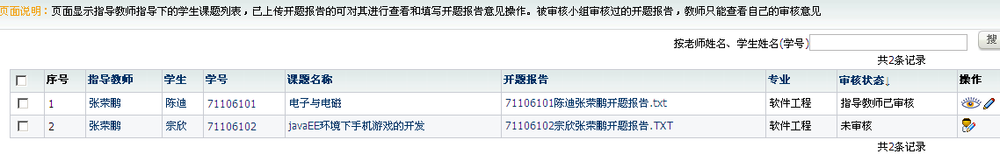 页面说明：页面显示指导教师指导下的学生课题列表，已上传开题报告的可对其进行查看和填写开题报告意见操作。被审核小组审核过的开题报告，教师只能查看自己的审核意见
按老师姓名、学生姓名(学号) 搜
共2条记录
序号 指导教师 学生 学号 课题名称 开题报告 专业 审核状态↓ 操作
1 张荣鹏 陈迪 71106101 电子与电磁 71106101陈迪张荣鹏开题报告.txt 软件工程 指导教师已审核
2 张荣鹏 宗欣 71106102 javaEE环境下手机游戏的开发 71106102宗欣张荣鹏开题报告.TXT 软件工程 未审核
共2条记录